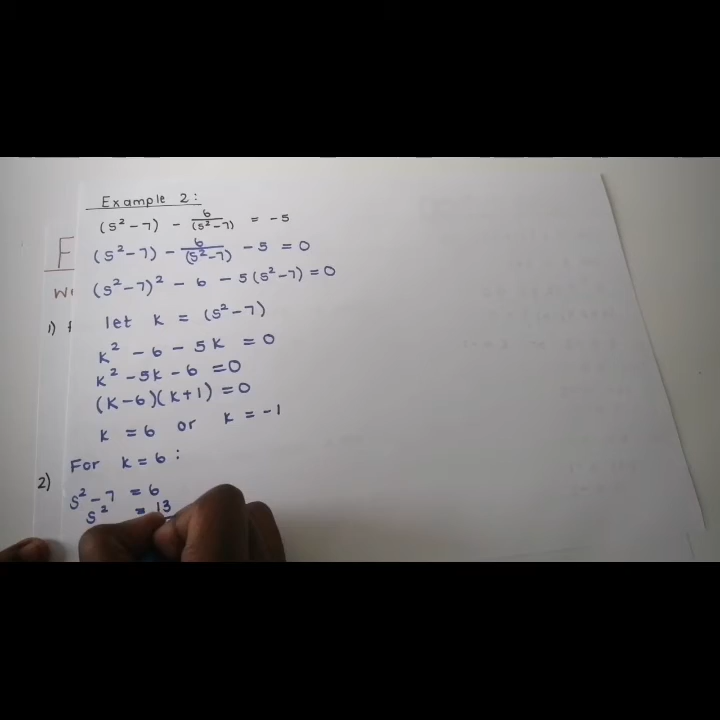 Example 2:
(s² - 7) - 6/(s² - 7) = -5
(s² - 7) - 6/(s² - 7) - 5 = 0
(s² - 7)² - 6 - 5(s² - 7) = 0
let k = (s² - 7)
k² - 6 - 5k = 0
k² - 5k - 6 = 0
(k - 6)(k + 1) = 0
k = 6 or k = -1
For k = 6 :
s² - 7 = 6
s² = 13
F
we
1) f
2)